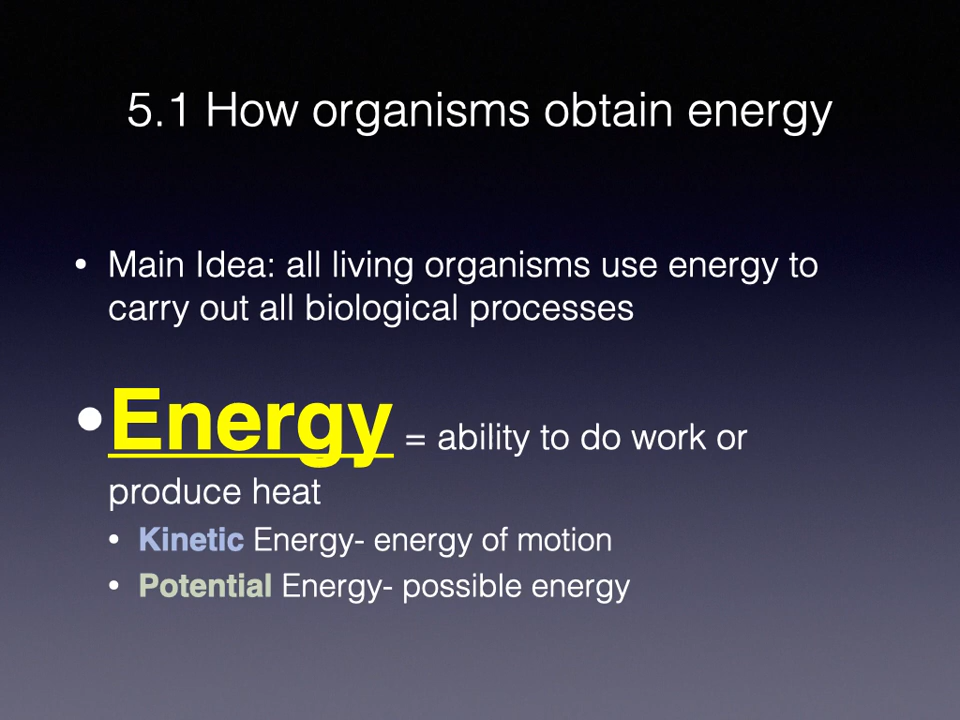 5.1 How organisms obtain energy
• Main Idea: all living organisms use energy to
carry out all biological processes
• Energy = ability to do work or
produce heat
• Kinetic Energy- energy of motion
• Potential Energy- possible energy